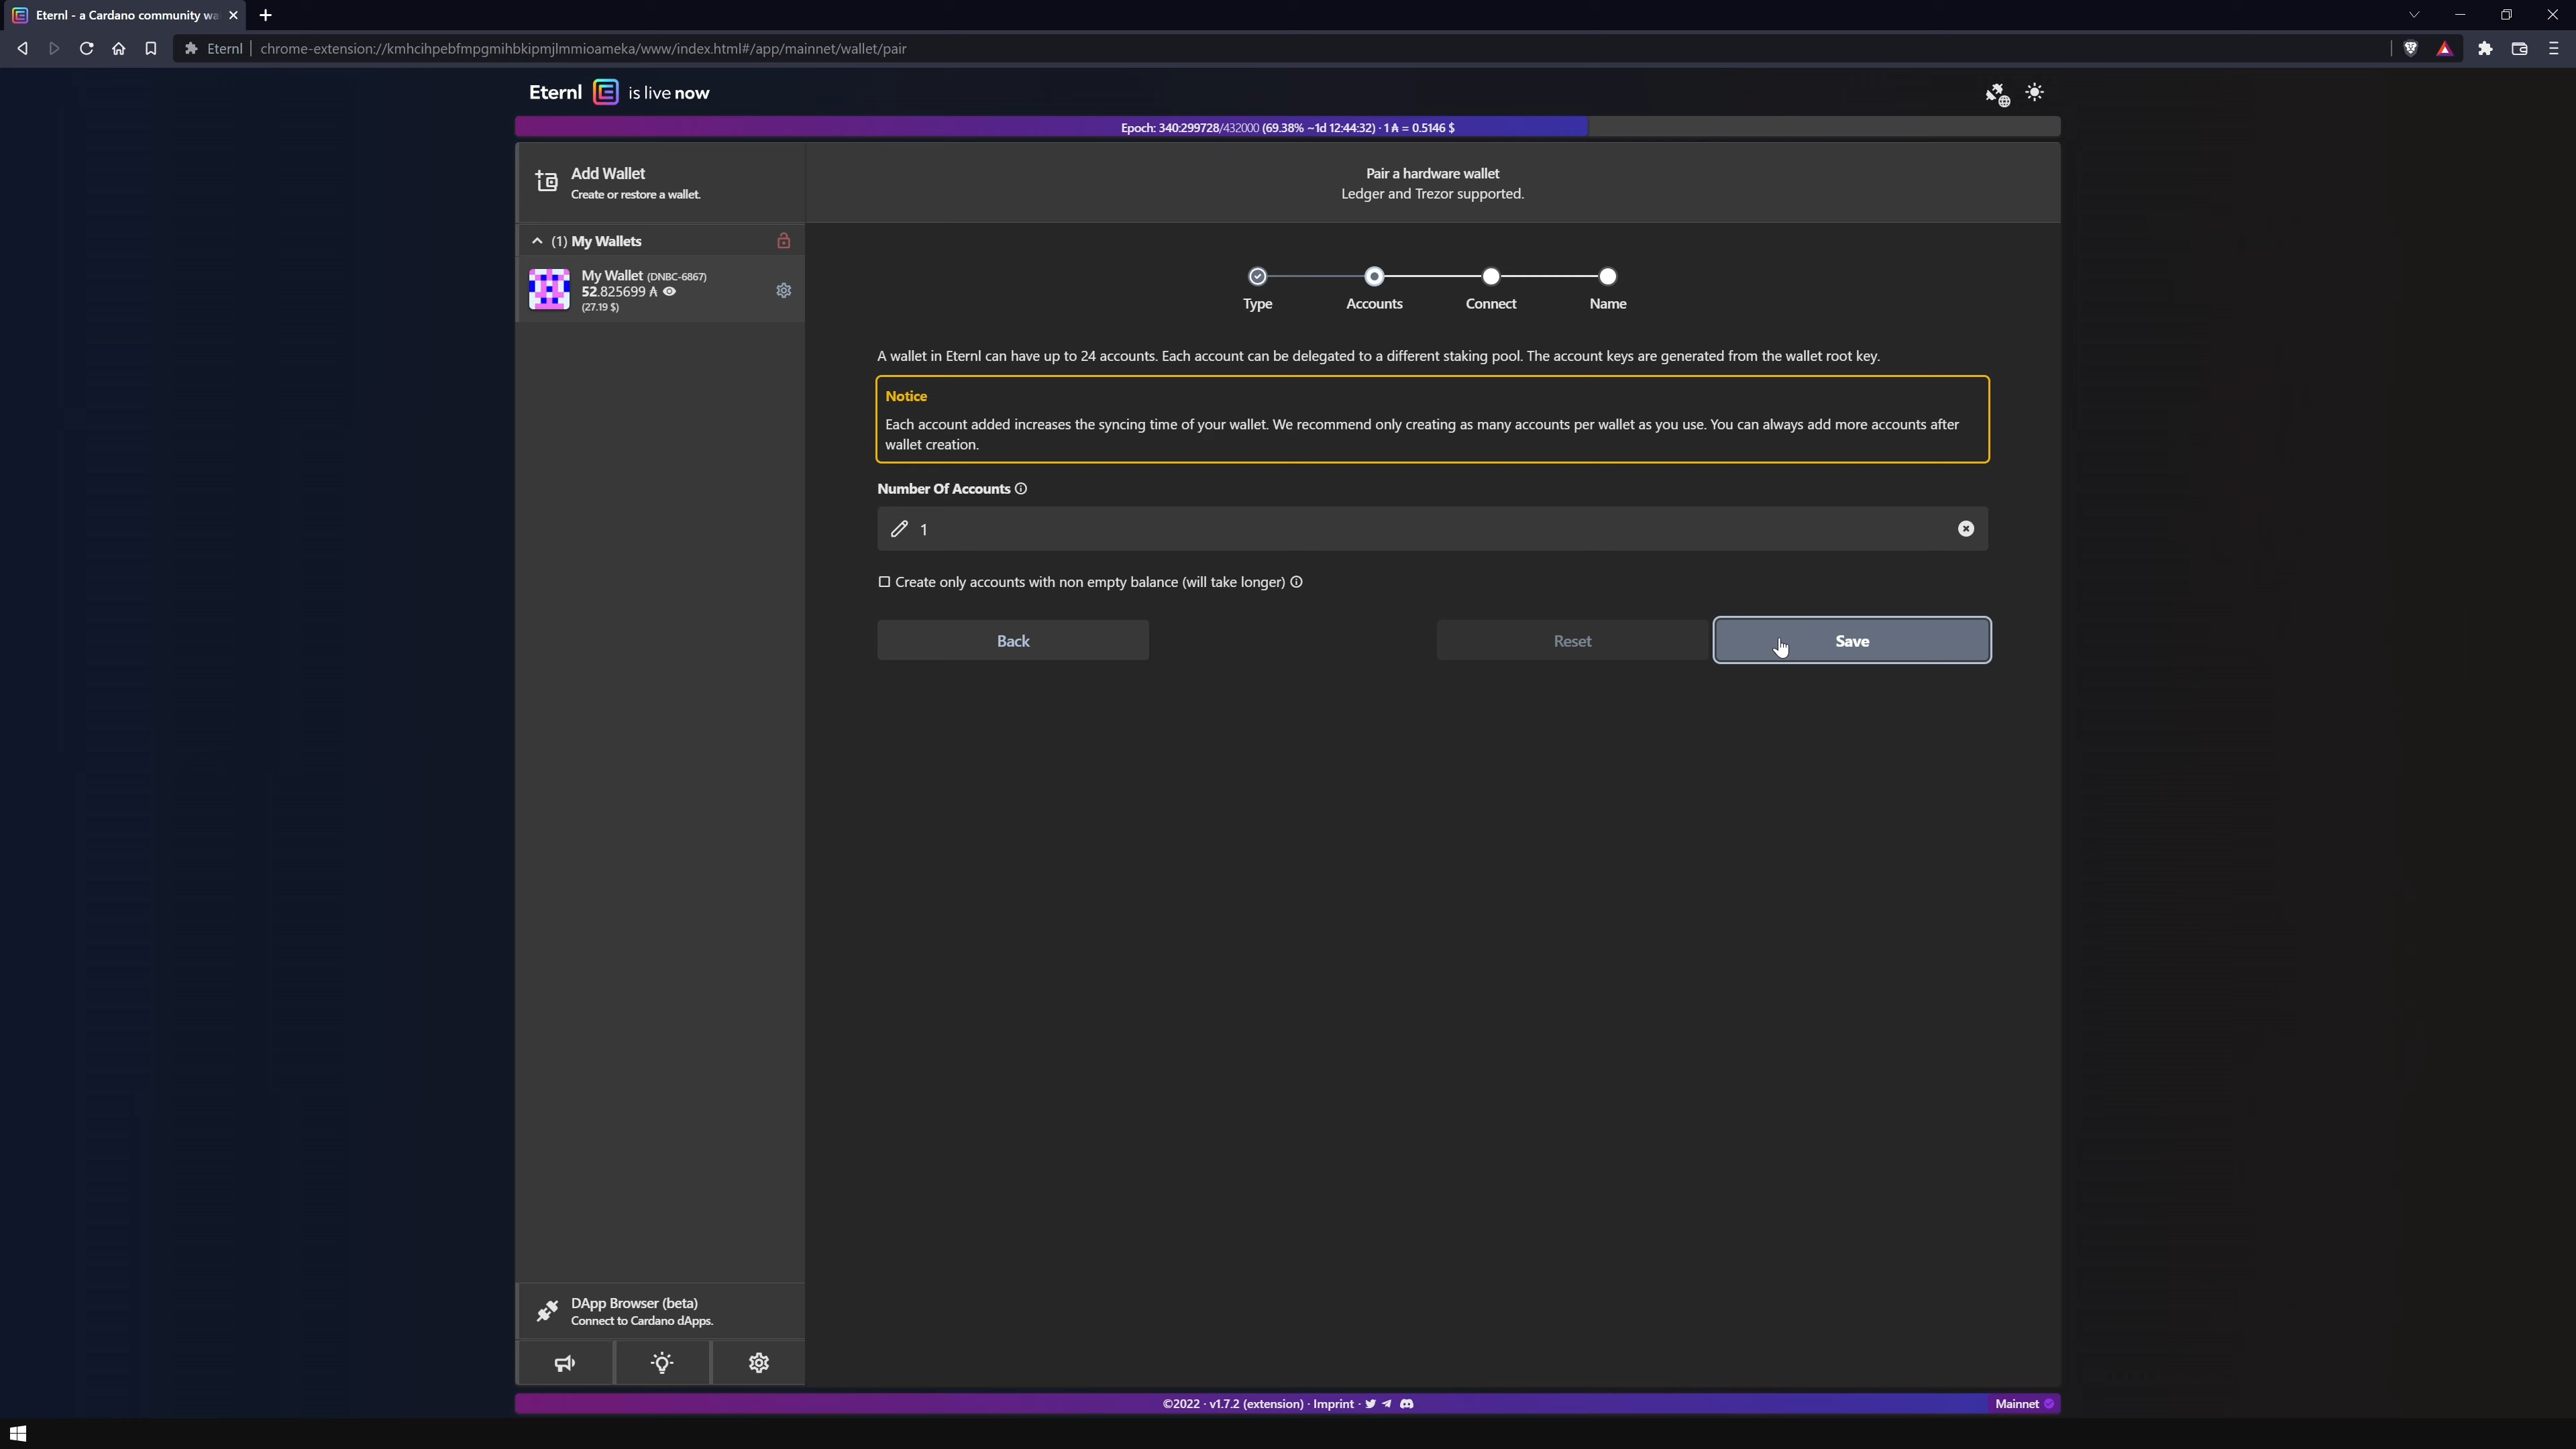 Eternl - a Cardano community wa
Eternl
chrome-extension://kmhcihpebfmpgmihbkipmjlmmioameka/www/index.html#/app/mainnet/wallet/pair
Eternl is live now
Epoch: 340:299728/432000 (69.38% ~1d 12:44:32) · 1 ₳ = 0.5146 $
Add Wallet
Create or restore a wallet.
Pair a hardware wallet
Ledger and Trezor supported.
(1) My Wallets
My Wallet (DNBC-6867)
52.825699 ₳
(27.19 $)
Type
Accounts
Connect
Name
A wallet in Eternl can have up to 24 accounts. Each account can be delegated to a different staking pool. The account keys are generated from the wallet root key.
Notice
Each account added increases the syncing time of your wallet. We recommend only creating as many accounts per wallet as you use. You can always add more accounts after
wallet creation.
Number Of Accounts
1
Create only accounts with non empty balance (will take longer)
Back
Reset
Save
DApp Browser (beta)
Connect to Cardano dApps.
©2022 · v1.7.2 (extension) · Imprint ·
Mainnet